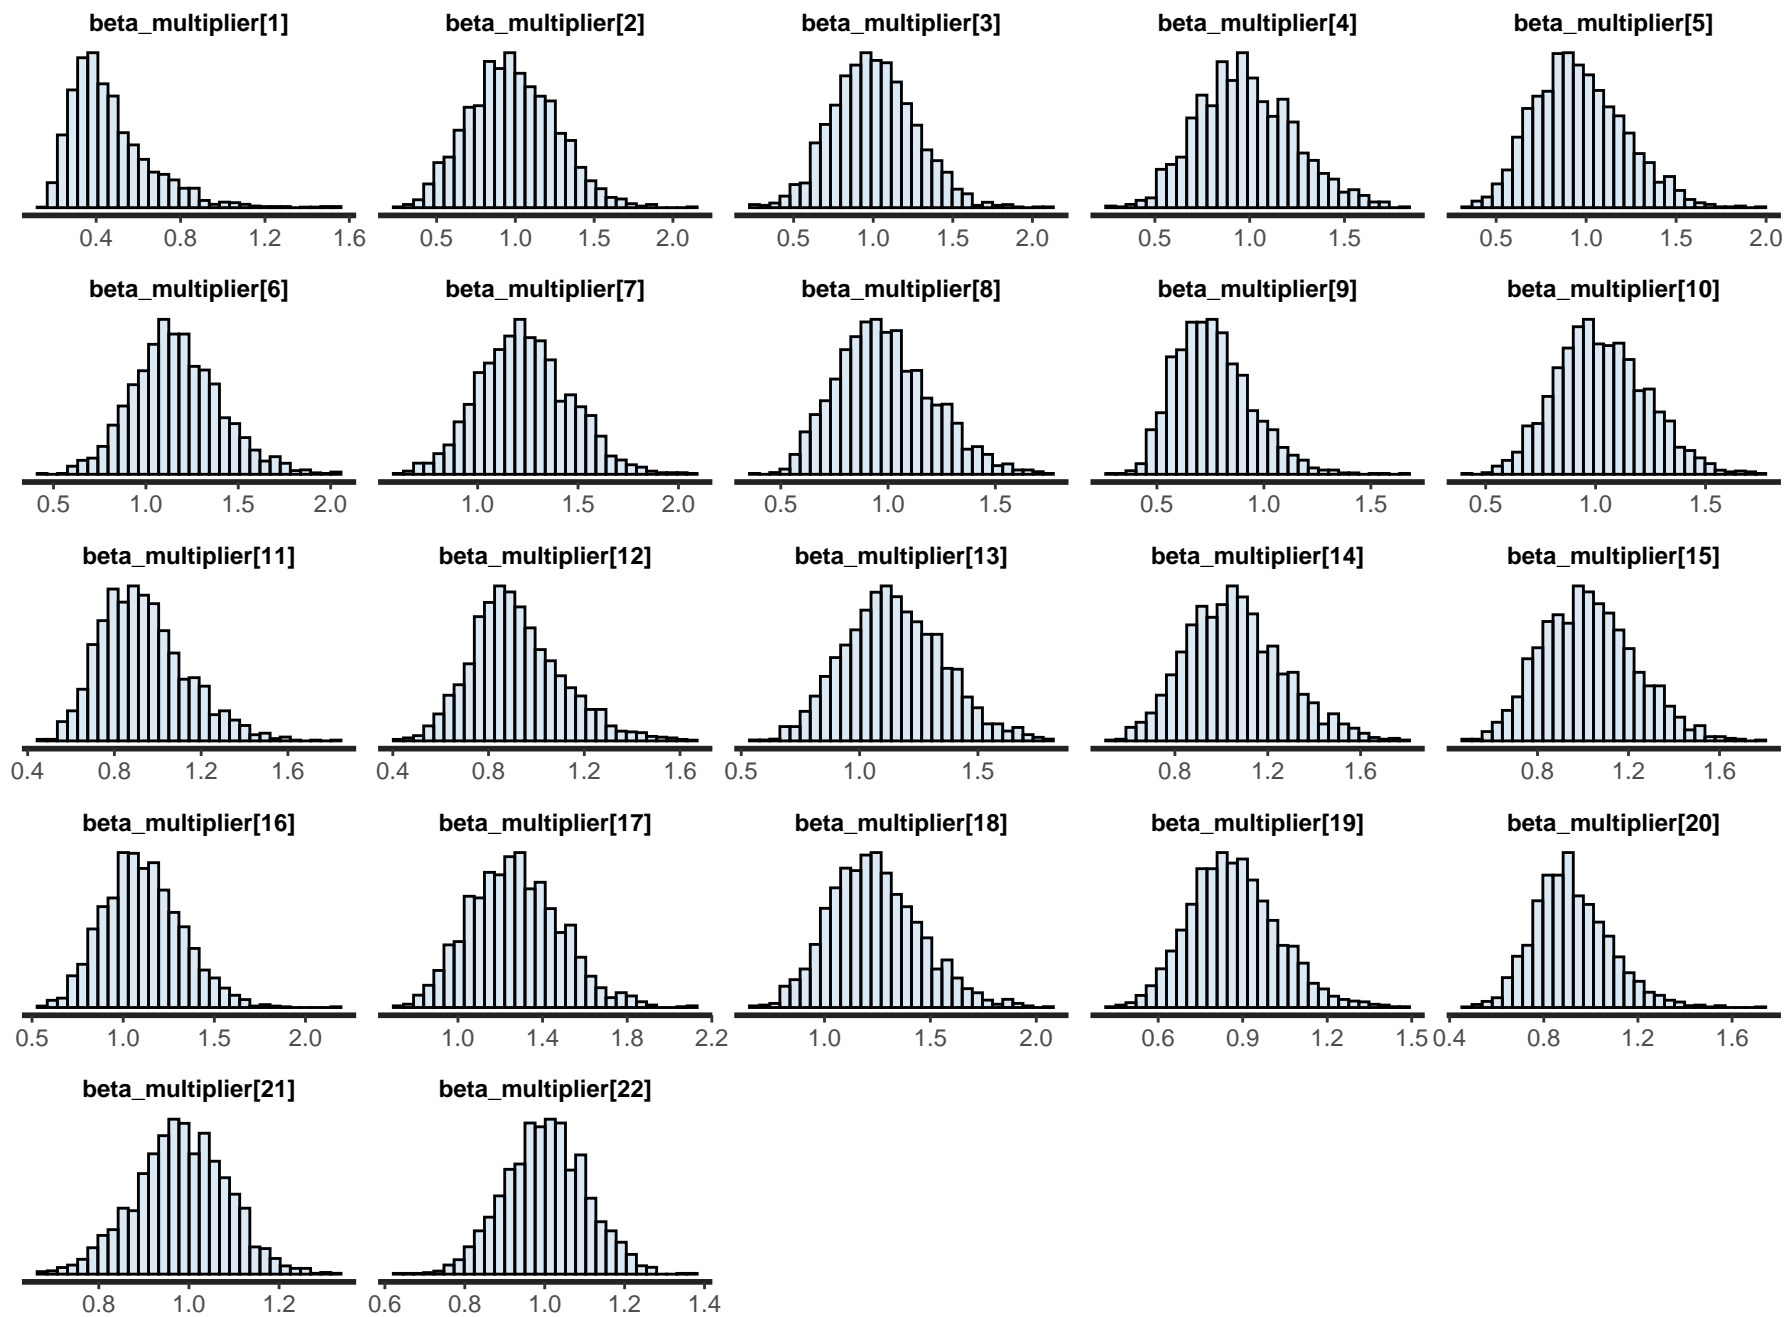 beta_multiplier[1] beta_multiplier[2] beta_multiplier[3] beta_multiplier[4] beta_multiplier[5]
0.4 0.8 1.2 1.6 0.5 1.0 1.5 2.0 0.5 1.0 1.5 2.0 0.5 1.0 1.5 0.5 1.0 1.5 2.0
beta_multiplier[6] beta_multiplier[7] beta_multiplier[8] beta_multiplier[9] beta_multiplier[10]
0.5 1.0 1.5 2.0 1.0 1.5 2.0 0.5 1.0 1.5 0.5 1.0 1.5 0.5 1.0 1.5
beta_multiplier[11] beta_multiplier[12] beta_multiplier[13] beta_multiplier[14] beta_multiplier[15]
0.4 0.8 1.2 1.6 0.4 0.8 1.2 1.6 0.5 1.0 1.5 0.8 1.2 1.6 0.8 1.2 1.6
beta_multiplier[16] beta_multiplier[17] beta_multiplier[18] beta_multiplier[19] beta_multiplier[20]
0.5 1.0 1.5 2.0 1.0 1.4 1.8 2.2 1.0 1.5 2.0 0.6 0.9 1.2 1.5 0.4 0.8 1.2 1.6
beta_multiplier[21] beta_multiplier[22]
0.8 1.0 1.2 0.6 0.8 1.0 1.2 1.4